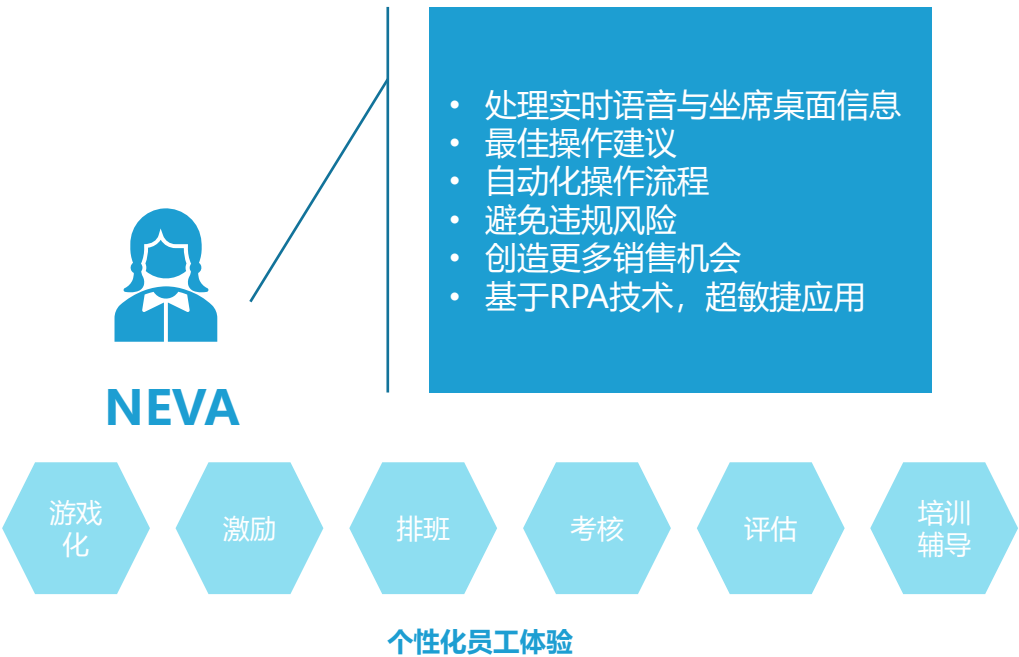 • 处理实时语音与坐席桌面信息
• 最佳操作建议
• 自动化操作流程
• 避免违规风险
• 创造更多销售机会
• 基于RPA技术，超敏捷应用
NEVA
游戏
化
激励
排班
考核
评估
培训
辅导
个性化员工体验